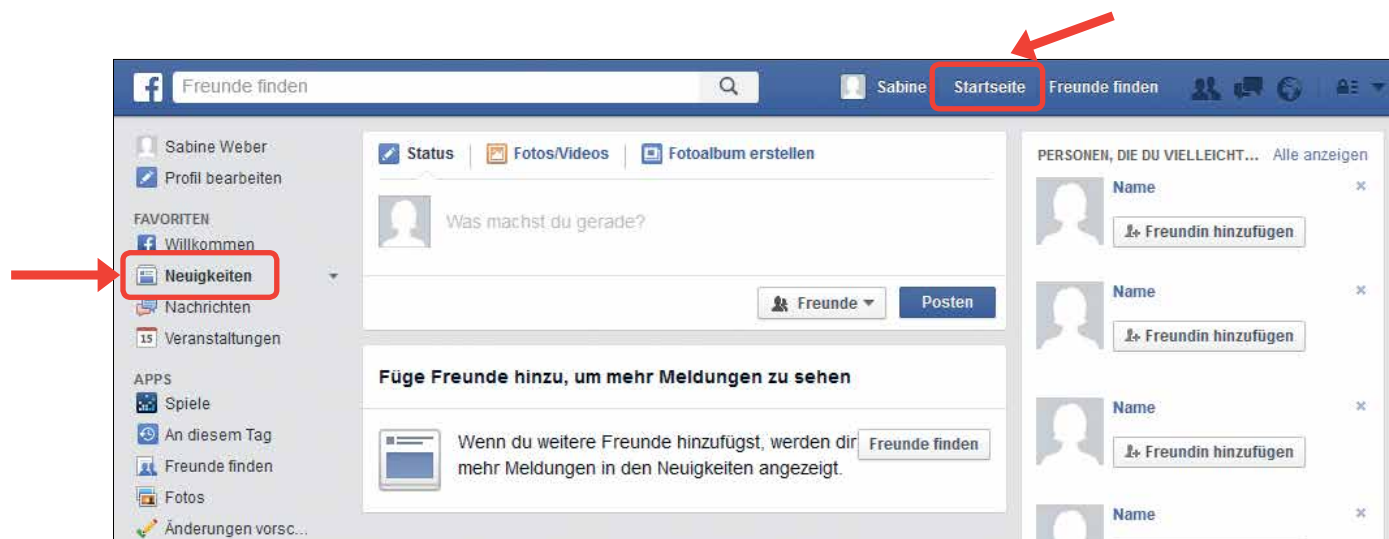 f Freunde finden
Sabine Startseite Freunde finden
Sabine Weber
Profil bearbeiten
FAVORITEN
Willkommen
Neuigkeiten
Nachrichten
15 Veranstaltungen
APPS
Spiele
An diesem Tag
Freunde finden
Fotos
Änderungen vorsc...
Status Fotos/Videos Fotoalbum erstellen
Was machst du gerade?
Freunde Posten
Füge Freunde hinzu, um mehr Meldungen zu sehen
Wenn du weitere Freunde hinzufügst, werden dir
mehr Meldungen in den Neuigkeiten angezeigt.
Freunde finden
PERSONEN, DIE DU VIELLEICHT... Alle anzeigen
Name
Freundin hinzufügen
Name
Freundin hinzufügen
Name
Freundin hinzufügen
Name